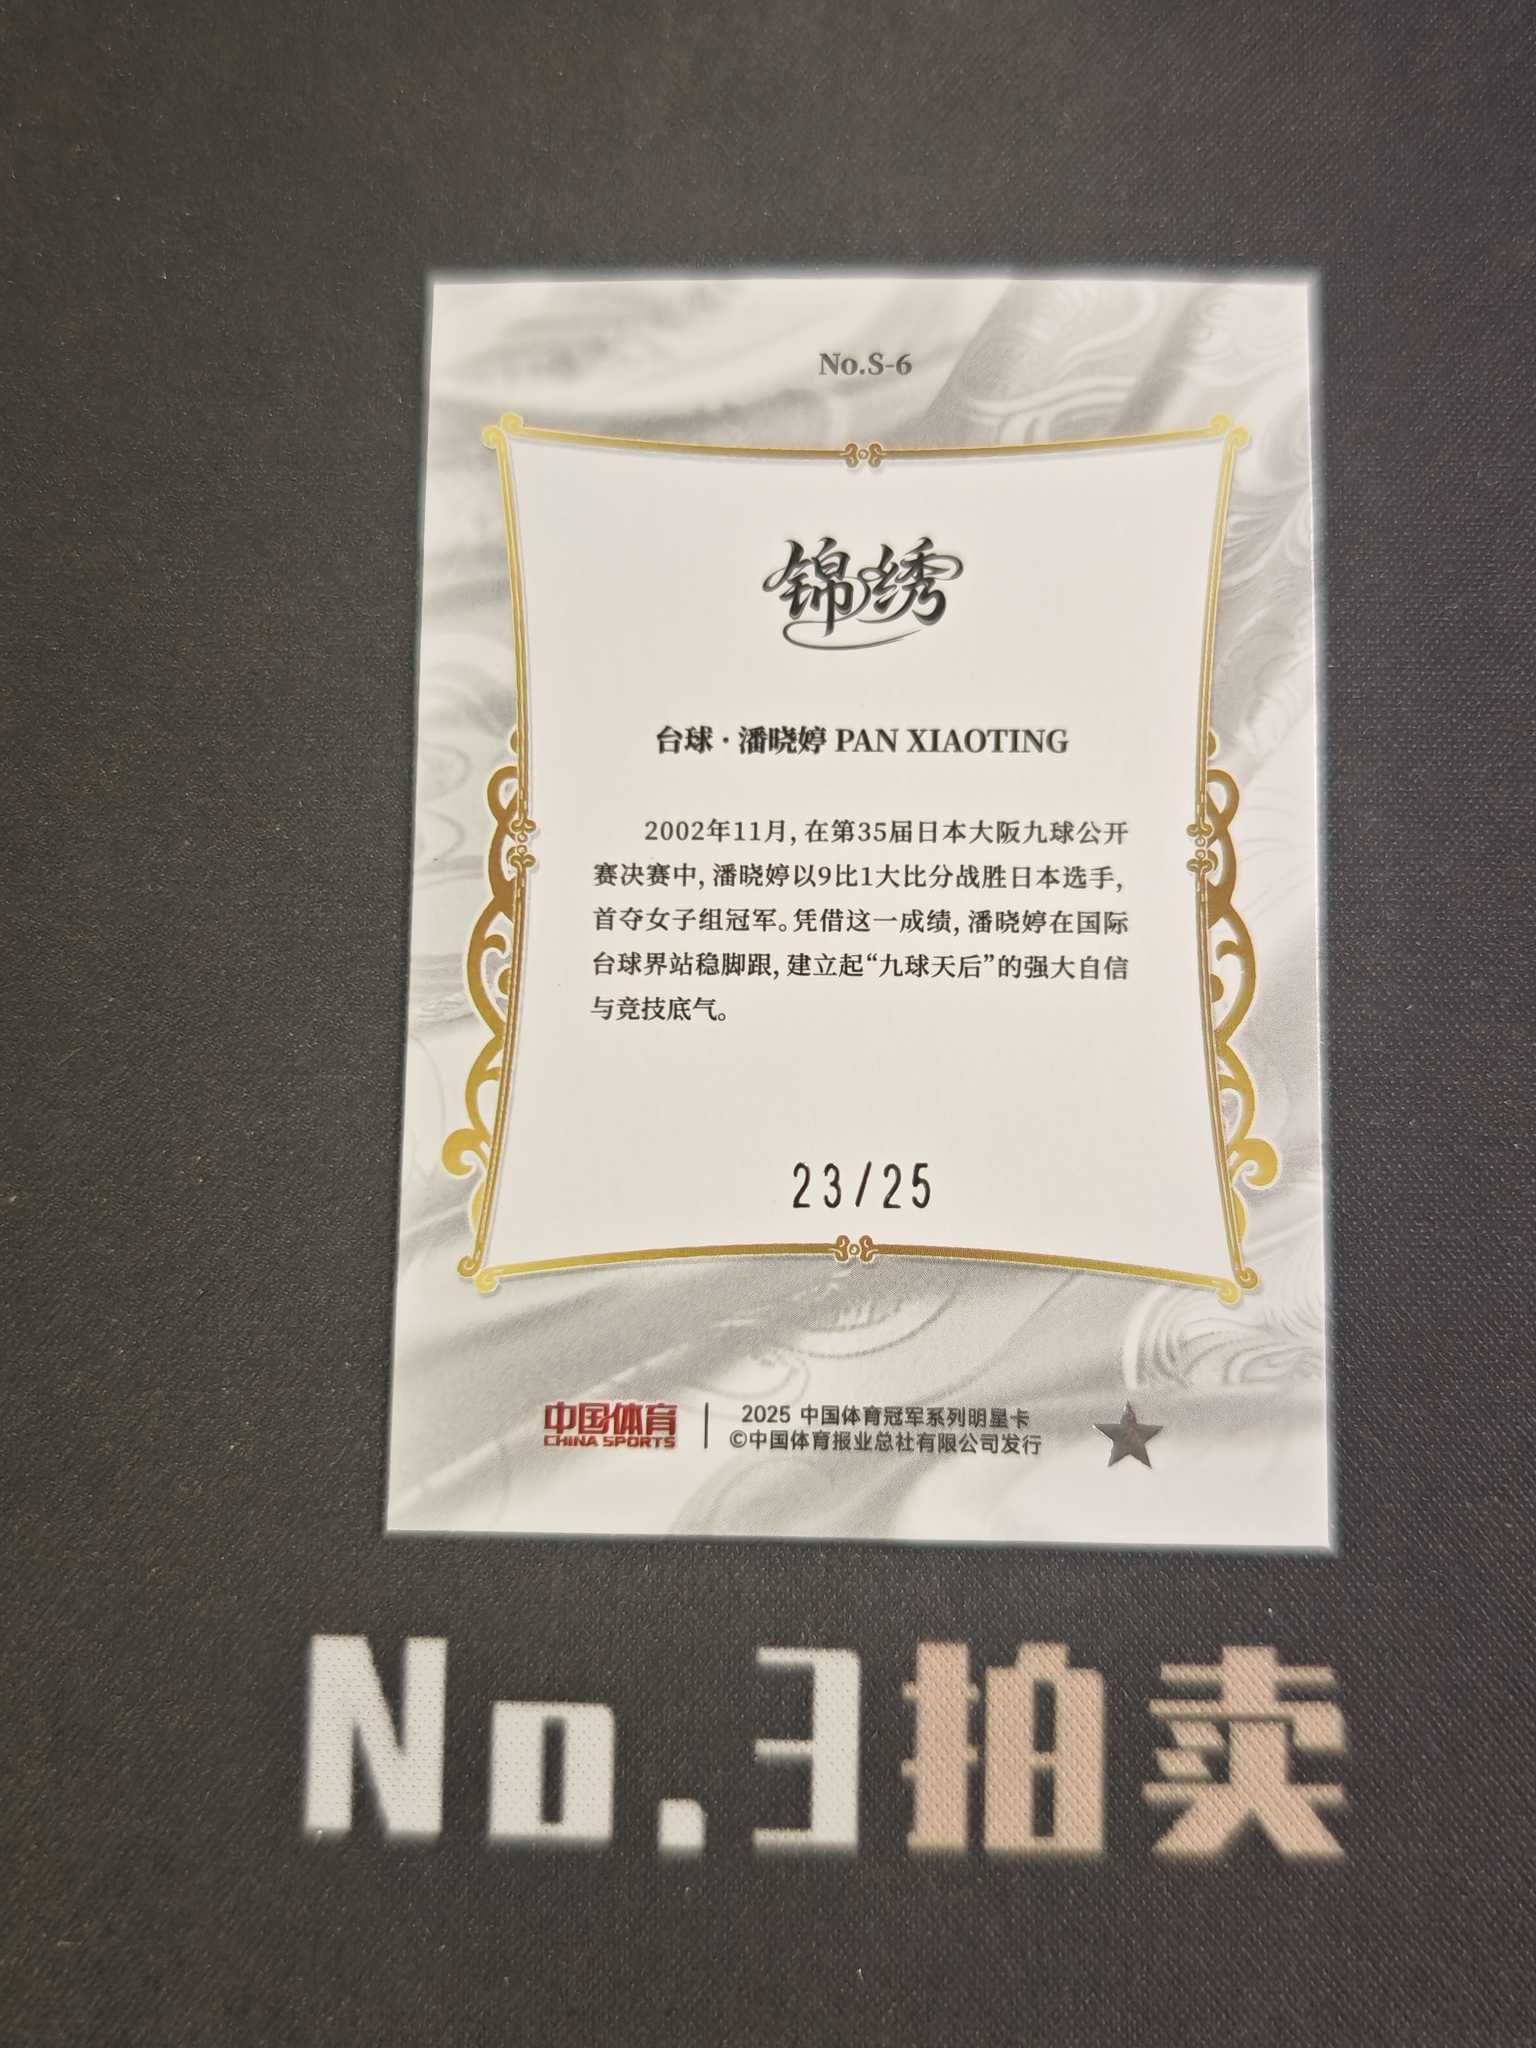 No.S-6
锦绣
台球·潘晓婷 PAN XIAOTING
2002年11月,在第35届日本大阪九球公开
赛决赛中,潘晓婷以9比1大比分战胜日本选手,
首夺女子组冠军。凭借这一成绩,潘晓婷在国际
台球界站稳脚跟,建立起“九球天后”的强大自信
与竞技底气。
23/25
中国体育
CHINA SPORTS
2025 中国体育冠军系列明星卡
©中国体育报业总社有限公司发行
No.3拍卖